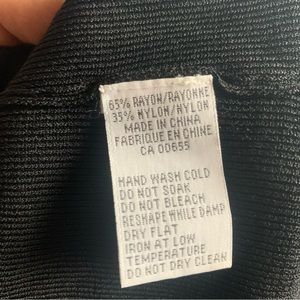 65% RAYON/RAYONNE
35% NYLON/NYLON
MADE IN CHINA
FABRIQUE EN CHINE
CA 00655
HAND WASH COLD
DO NOT SOAK
DO NOT BLEACH
RESHAPE WHILE DAMP
DRY FLAT
IRON AT LOW
TEMPERATURE
DO NOT DRY CLEAN